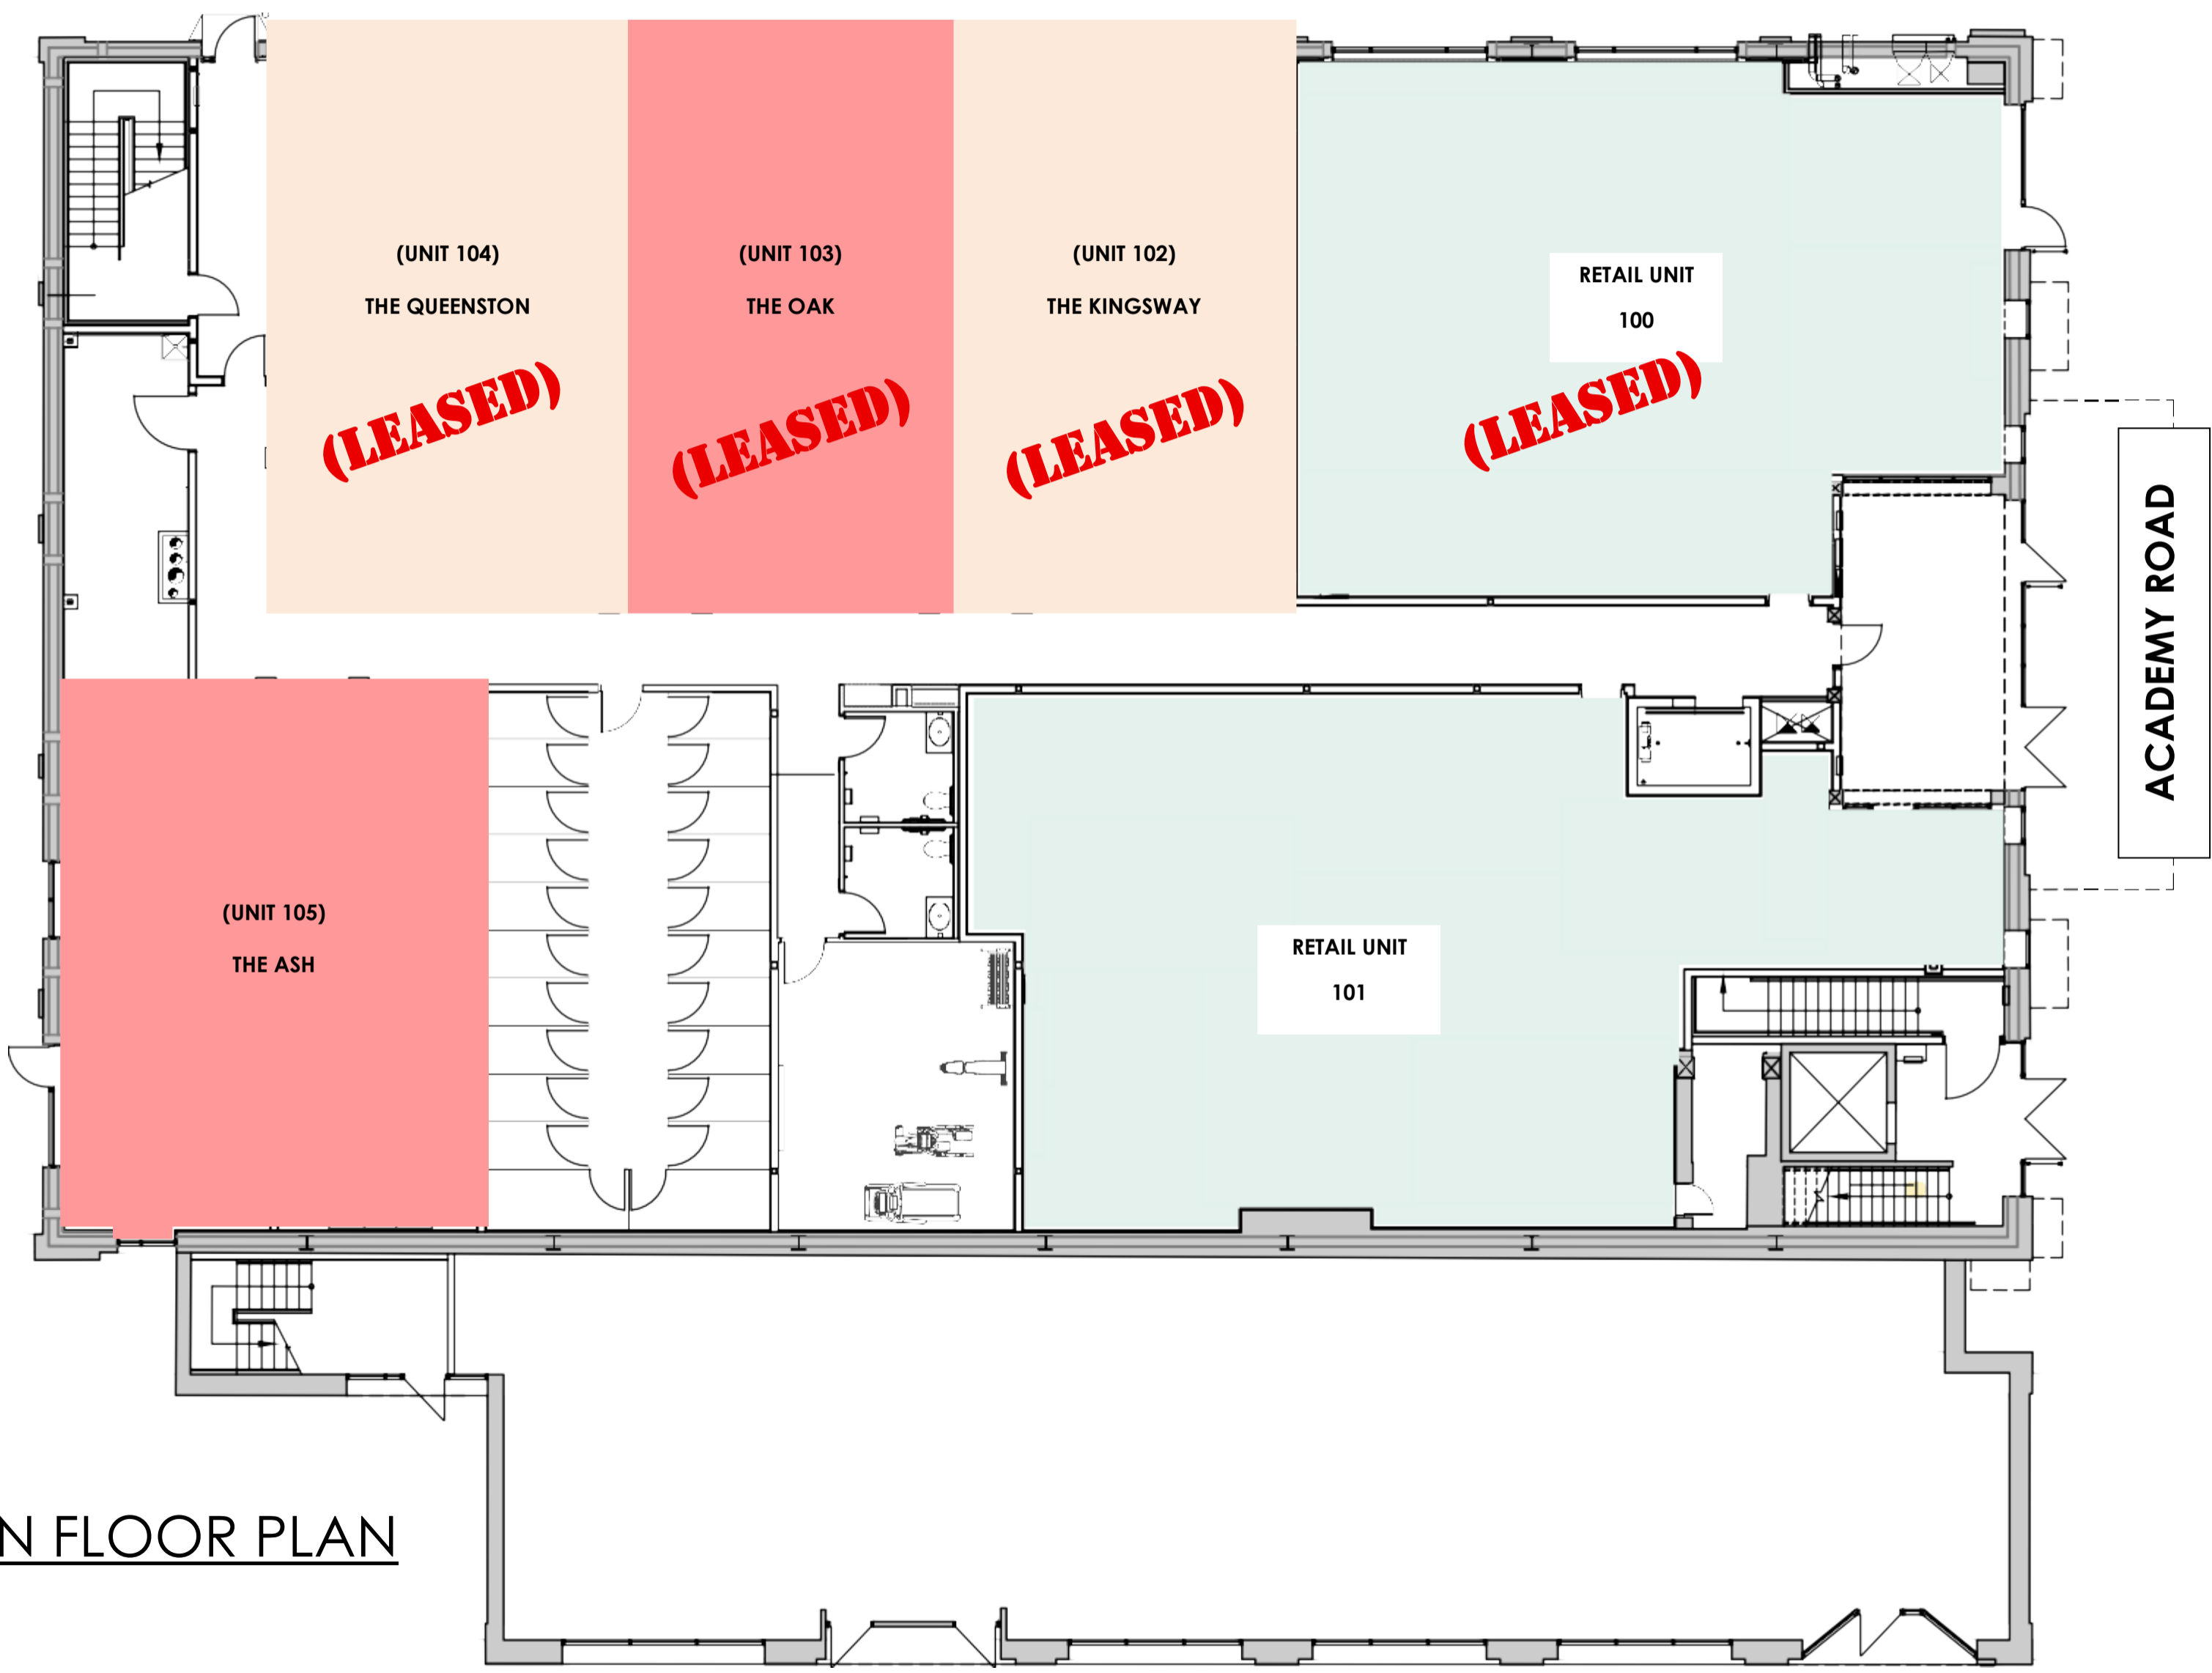 (UNIT 104)
THE QUEENSTON
(LEASED)
(UNIT 103)
THE OAK
(LEASED)
(UNIT 102)
THE KINGSWAY
(LEASED)
RETAIL UNIT
100
(LEASED)
ACADEMY ROAD
(UNIT 105)
THE ASH
RETAIL UNIT
101
N FLOOR PLAN